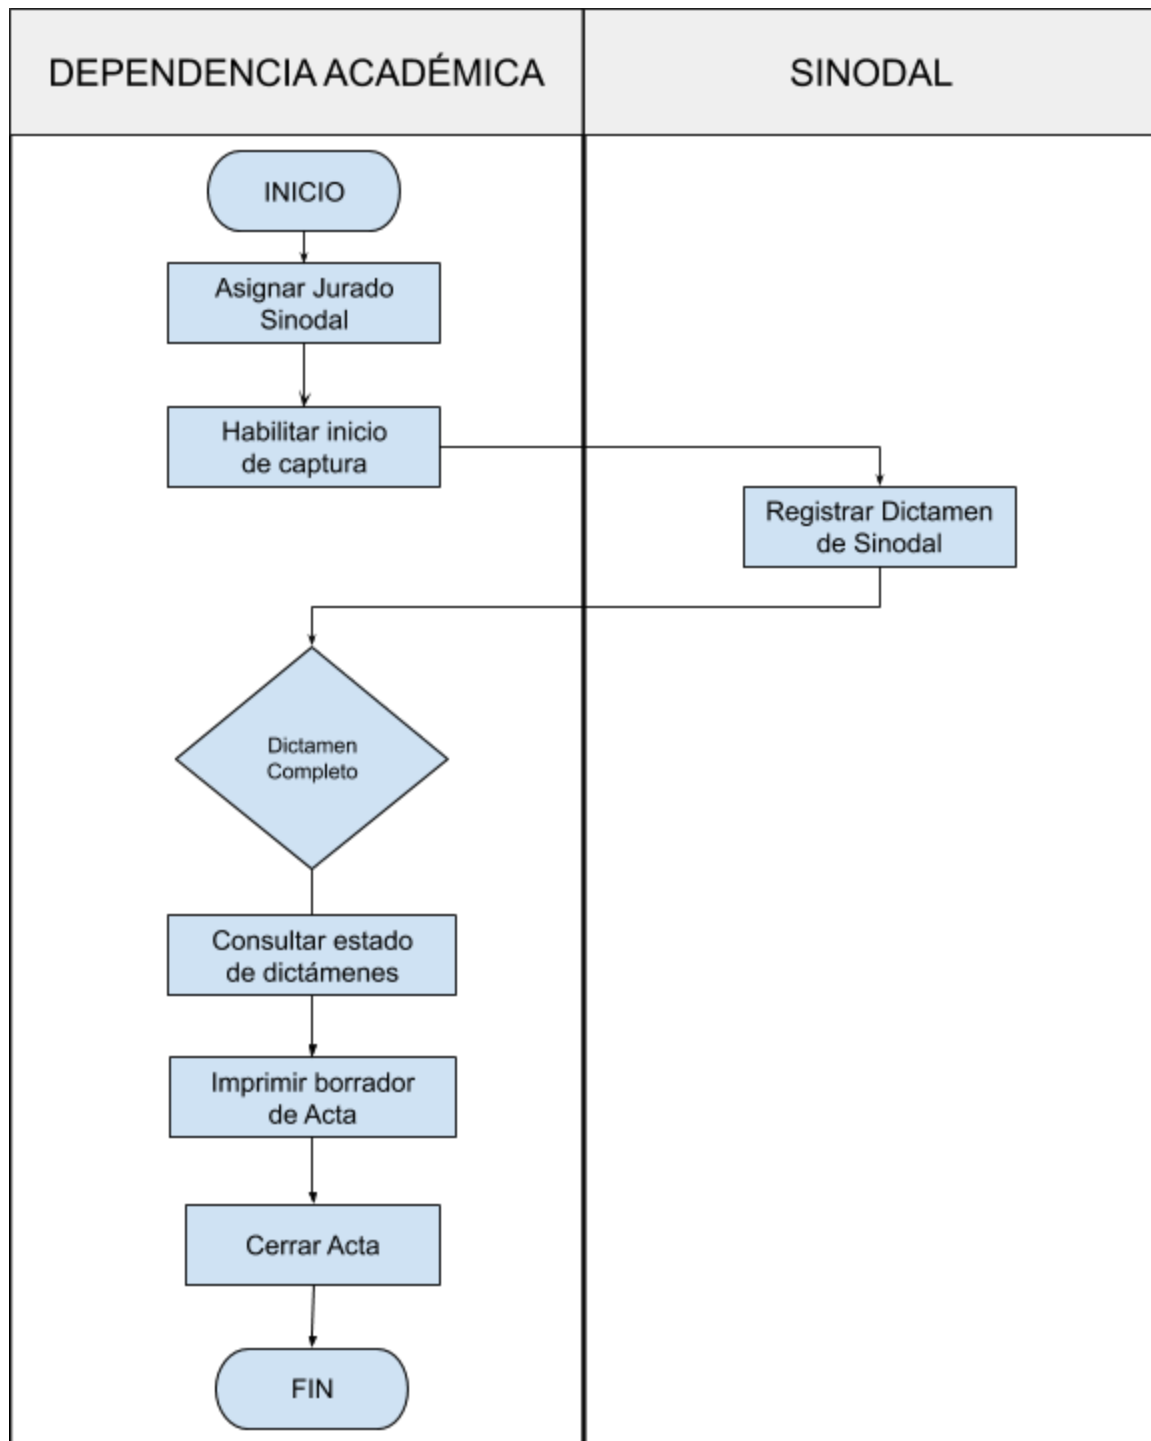 DEPENDENCIA ACADÉMICA
SINODAL
INICIO
Asignar Jurado
Sinodal
Habilitar inicio
de captura
Registrar Dictamen
de Sinodal
Dictamen
Completo
Consultar estado
de dictámenes
Imprimir borrador
de Acta
Cerrar Acta
FIN